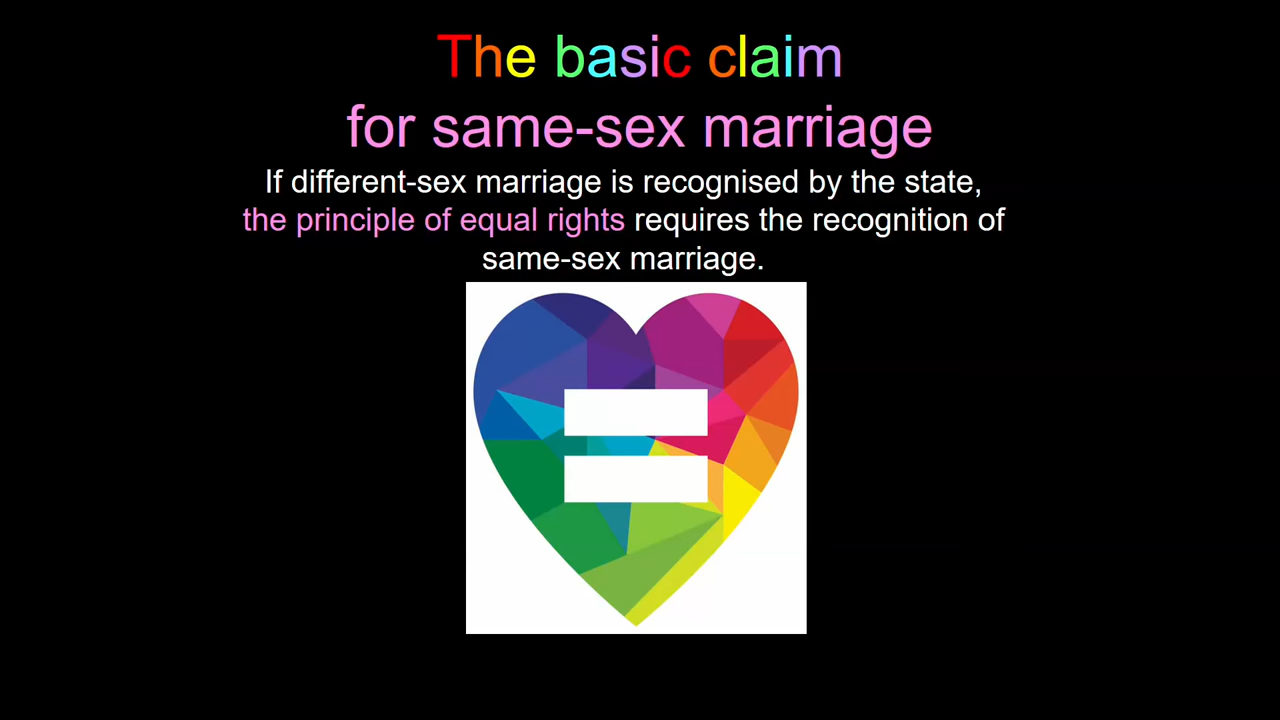 The basic claim
for same-sex marriage
If different-sex marriage is recognised by the state,
the principle of equal rights requires the recognition of
same-sex marriage.